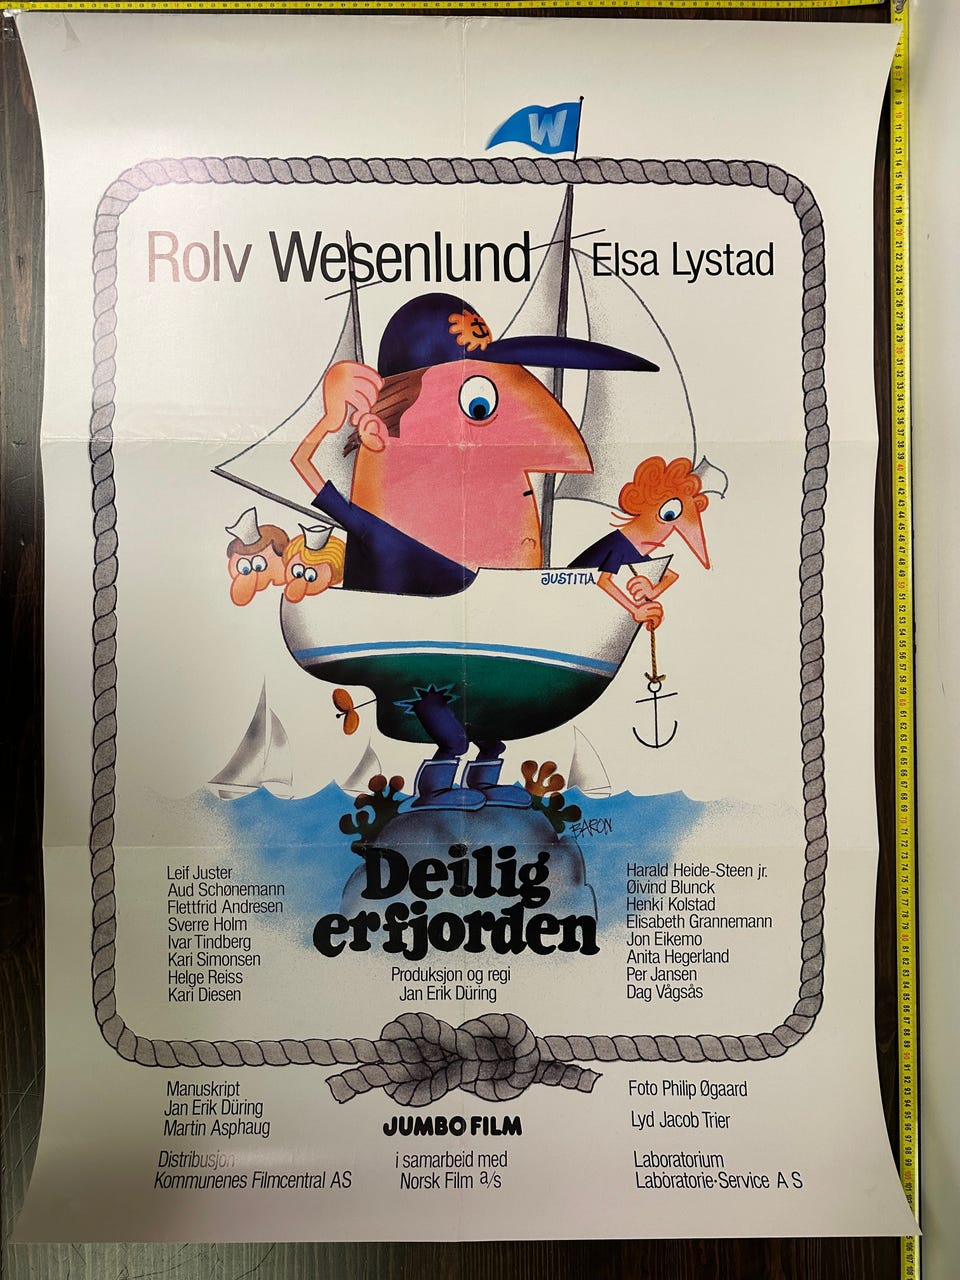 W
Rolv Wesenlund
Elsa Lystad
JUSTITIA
BARON
Deilig
er fjorden
Leif Juster
Aud Schønemann
Flettfrid Andresen
Sverre Holm
Ivar Tindberg
Kari Simonsen
Helge Reiss
Kari Diesen
Produksjon og regi
Jan Erik Düring
Harald Heide-Steen jr.
Øivind Blunck
Henki Kolstad
Elisabeth Grannemann
Jon Eikemo
Anita Hegerland
Per Jansen
Dag Vågsås
Manuskript
Jan Erik Düring
Martin Asphaug
Distribusjon
Kommunenes Filmcentral AS
JUMBO FILM
i samarbeid med
Norsk Film a/s
Foto Philip Øgaard
Lyd Jacob Trier
Laboratorium
Laboratorie-Service A S